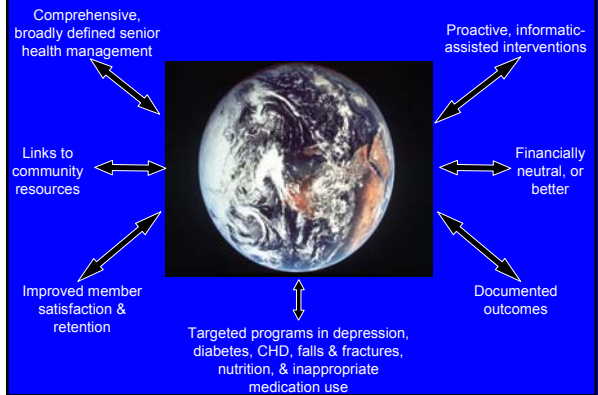 Comprehensive,
broadly defined senior
health management
Proactive, informatic-
assisted interventions
Links to
community
resources
Financially
neutral, or
better
Improved member
satisfaction &
retention
Documented
outcomes
Targeted programs in depression,
diabetes, CHD, falls & fractures,
nutrition, & inappropriate
medication use